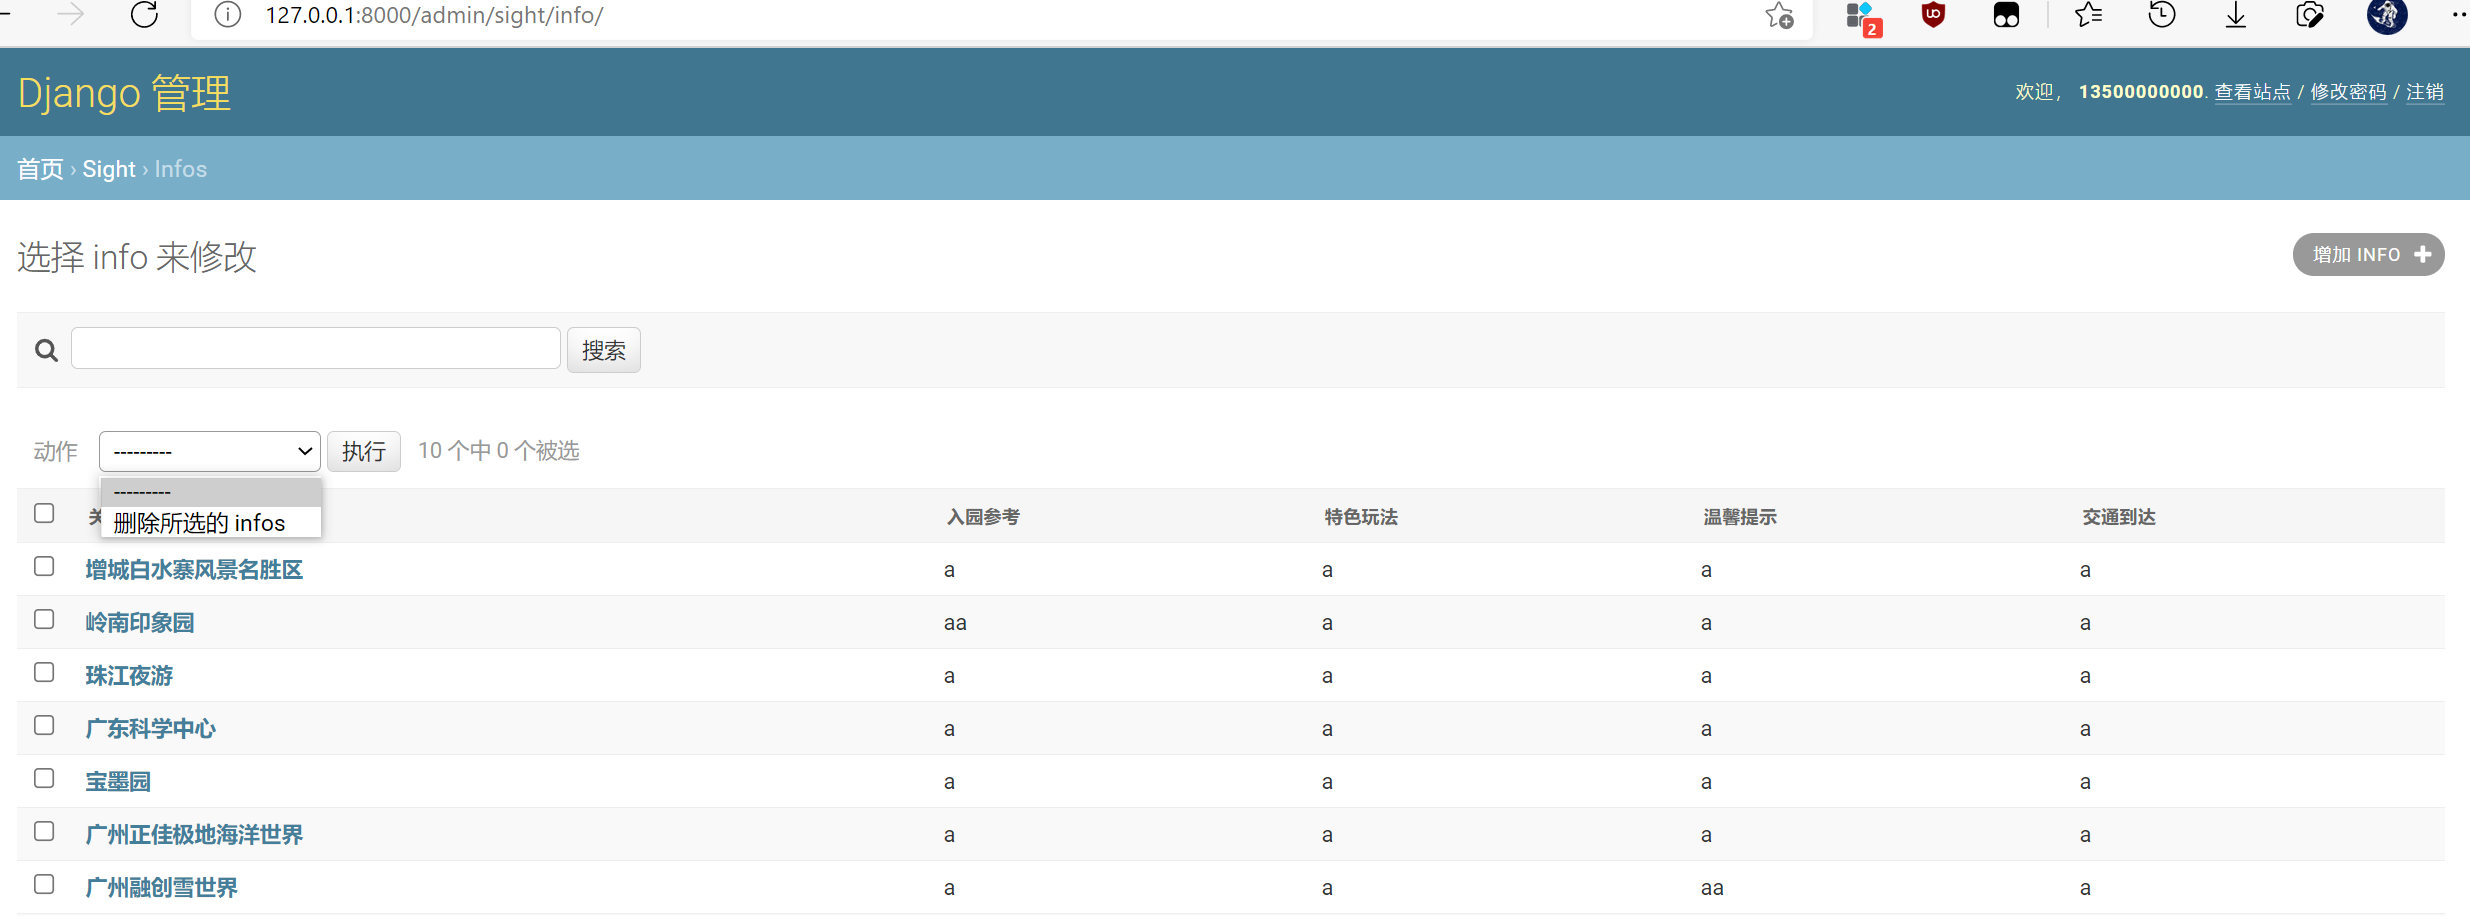 127.0.0.1:8000/admin/sight/info/
2
Django 管理
欢迎， 13500000000. 查看站点 / 修改密码 / 注销
首页 › Sight › Infos
选择 info 来修改
增加 INFO
搜索
动作 --------- 执行 10 个中 0 个被选
---------
删除所选的 infos
入园参考 特色玩法 温馨提示 交通到达
增城白水寨风景名胜区 a a a a
岭南印象园 aa a a a
珠江夜游 a a a a
广东科学中心 a a a a
宝墨园 a a a a
广州正佳极地海洋世界 a a a a
广州融创雪世界 a a aa a